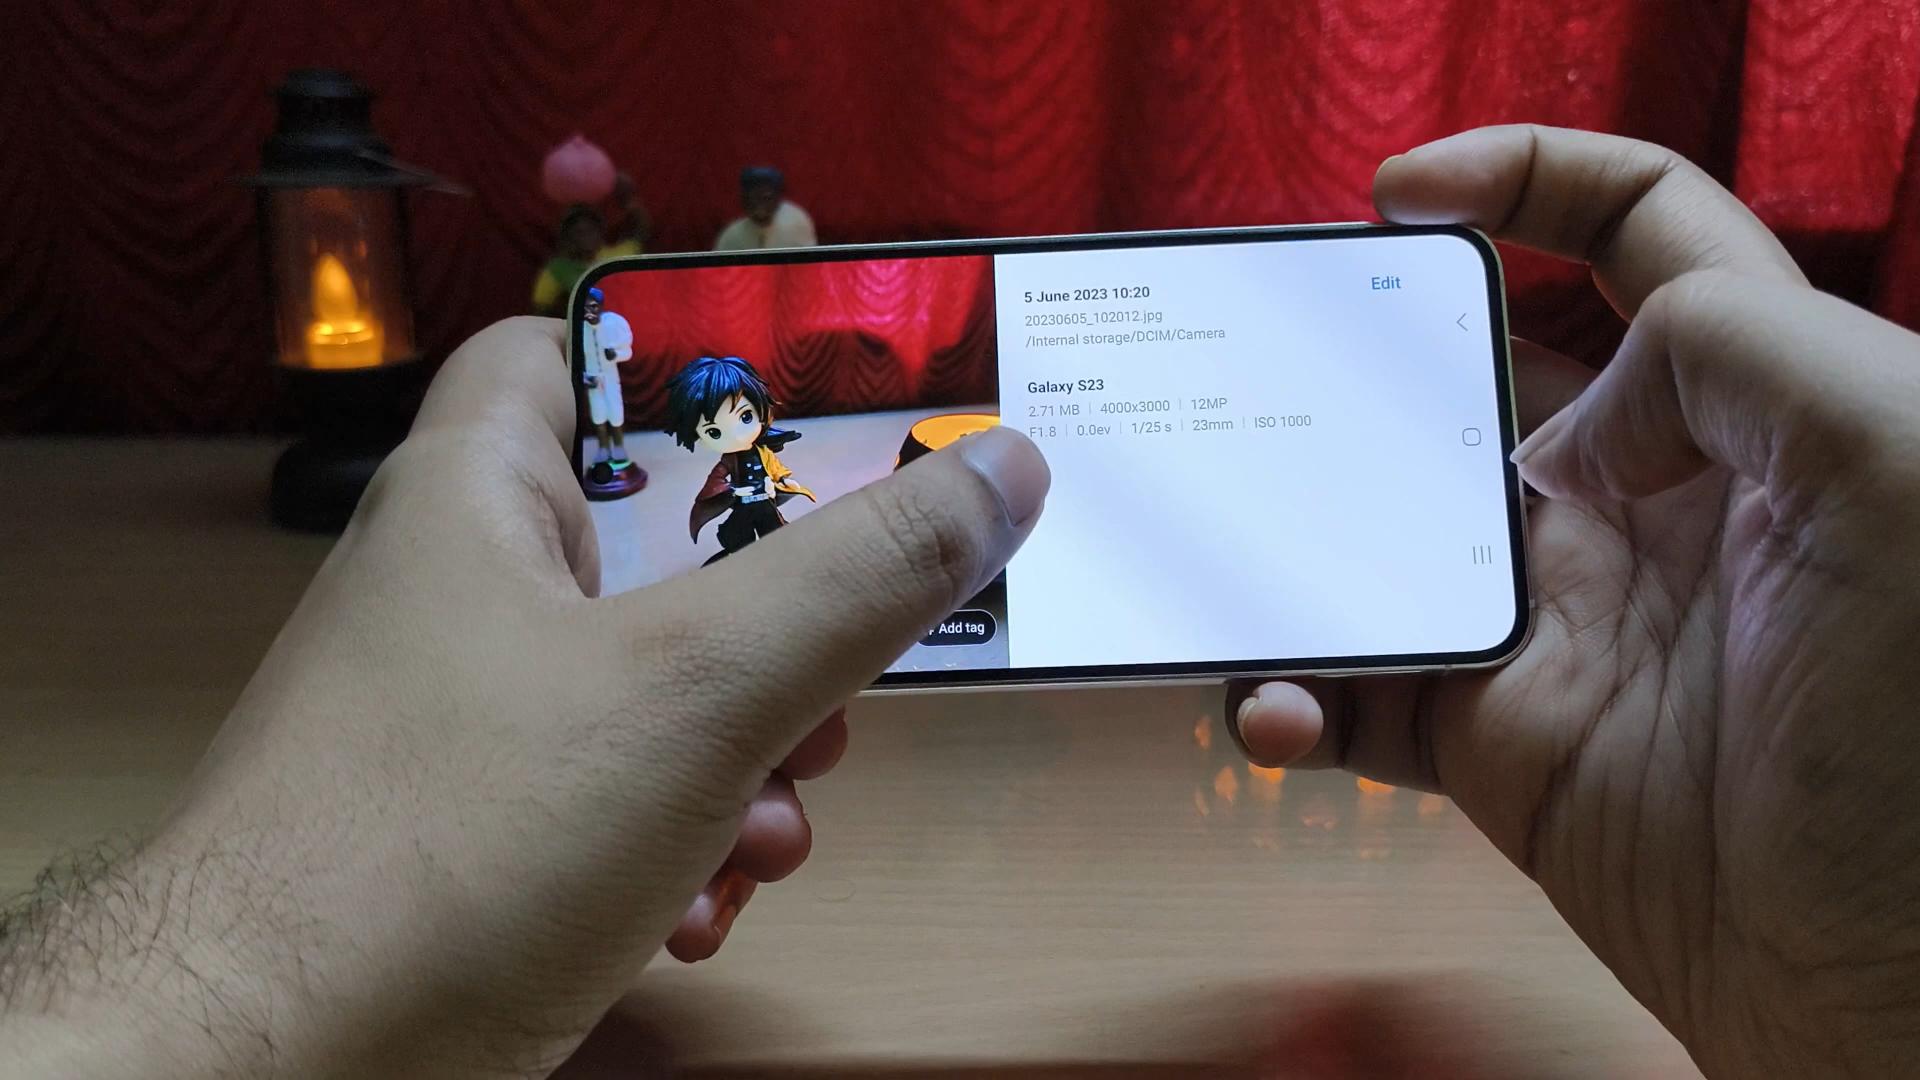 5 June 2023 10:20
Edit
20230605_102012.jpg
/Internal storage/DCIM/Camera
Galaxy S23
2.71 MB | 4000x3000 | 12MP
F1.8 | 0.0ev | 1/25 s | 23mm | ISO 1000
Add tag